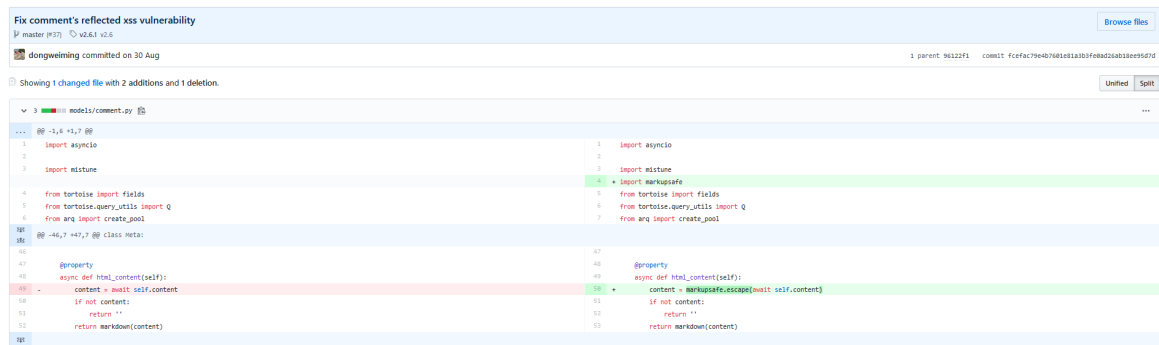 Fix comment's reflected xss vulnerability
Browse files
master (#37) v2.6.1 v2.6
dongweiming committed on 30 Aug
1 parent 96122f1 commit fcefac79e4b7601e81a3b3fe0ad26ab18ee95d7d
Showing 1 changed file with 2 additions and 1 deletion.
Unified Split
3 models/comment.py
... @@ -1,6 +1,7 @@
1 import asyncio 1 import asyncio
2 2
3 import mistune 3 import mistune
4 + import markupsafe
4 from tortoise import fields 5 from tortoise import fields
5 from tortoise.query_utils import Q 6 from tortoise.query_utils import Q
6 from arq import create_pool 7 from arq import create_pool
@@ -46,7 +47,7 @@ class Meta:
46 47
47 @property 48 @property
48 async def html_content(self): 49 async def html_content(self):
49 - content = await self.content 50 + content = markupsafe.escape(await self.content)
50 if not content: 51 if not content:
51 return '' 52 return ''
52 return markdown(content) 53 return markdown(content)